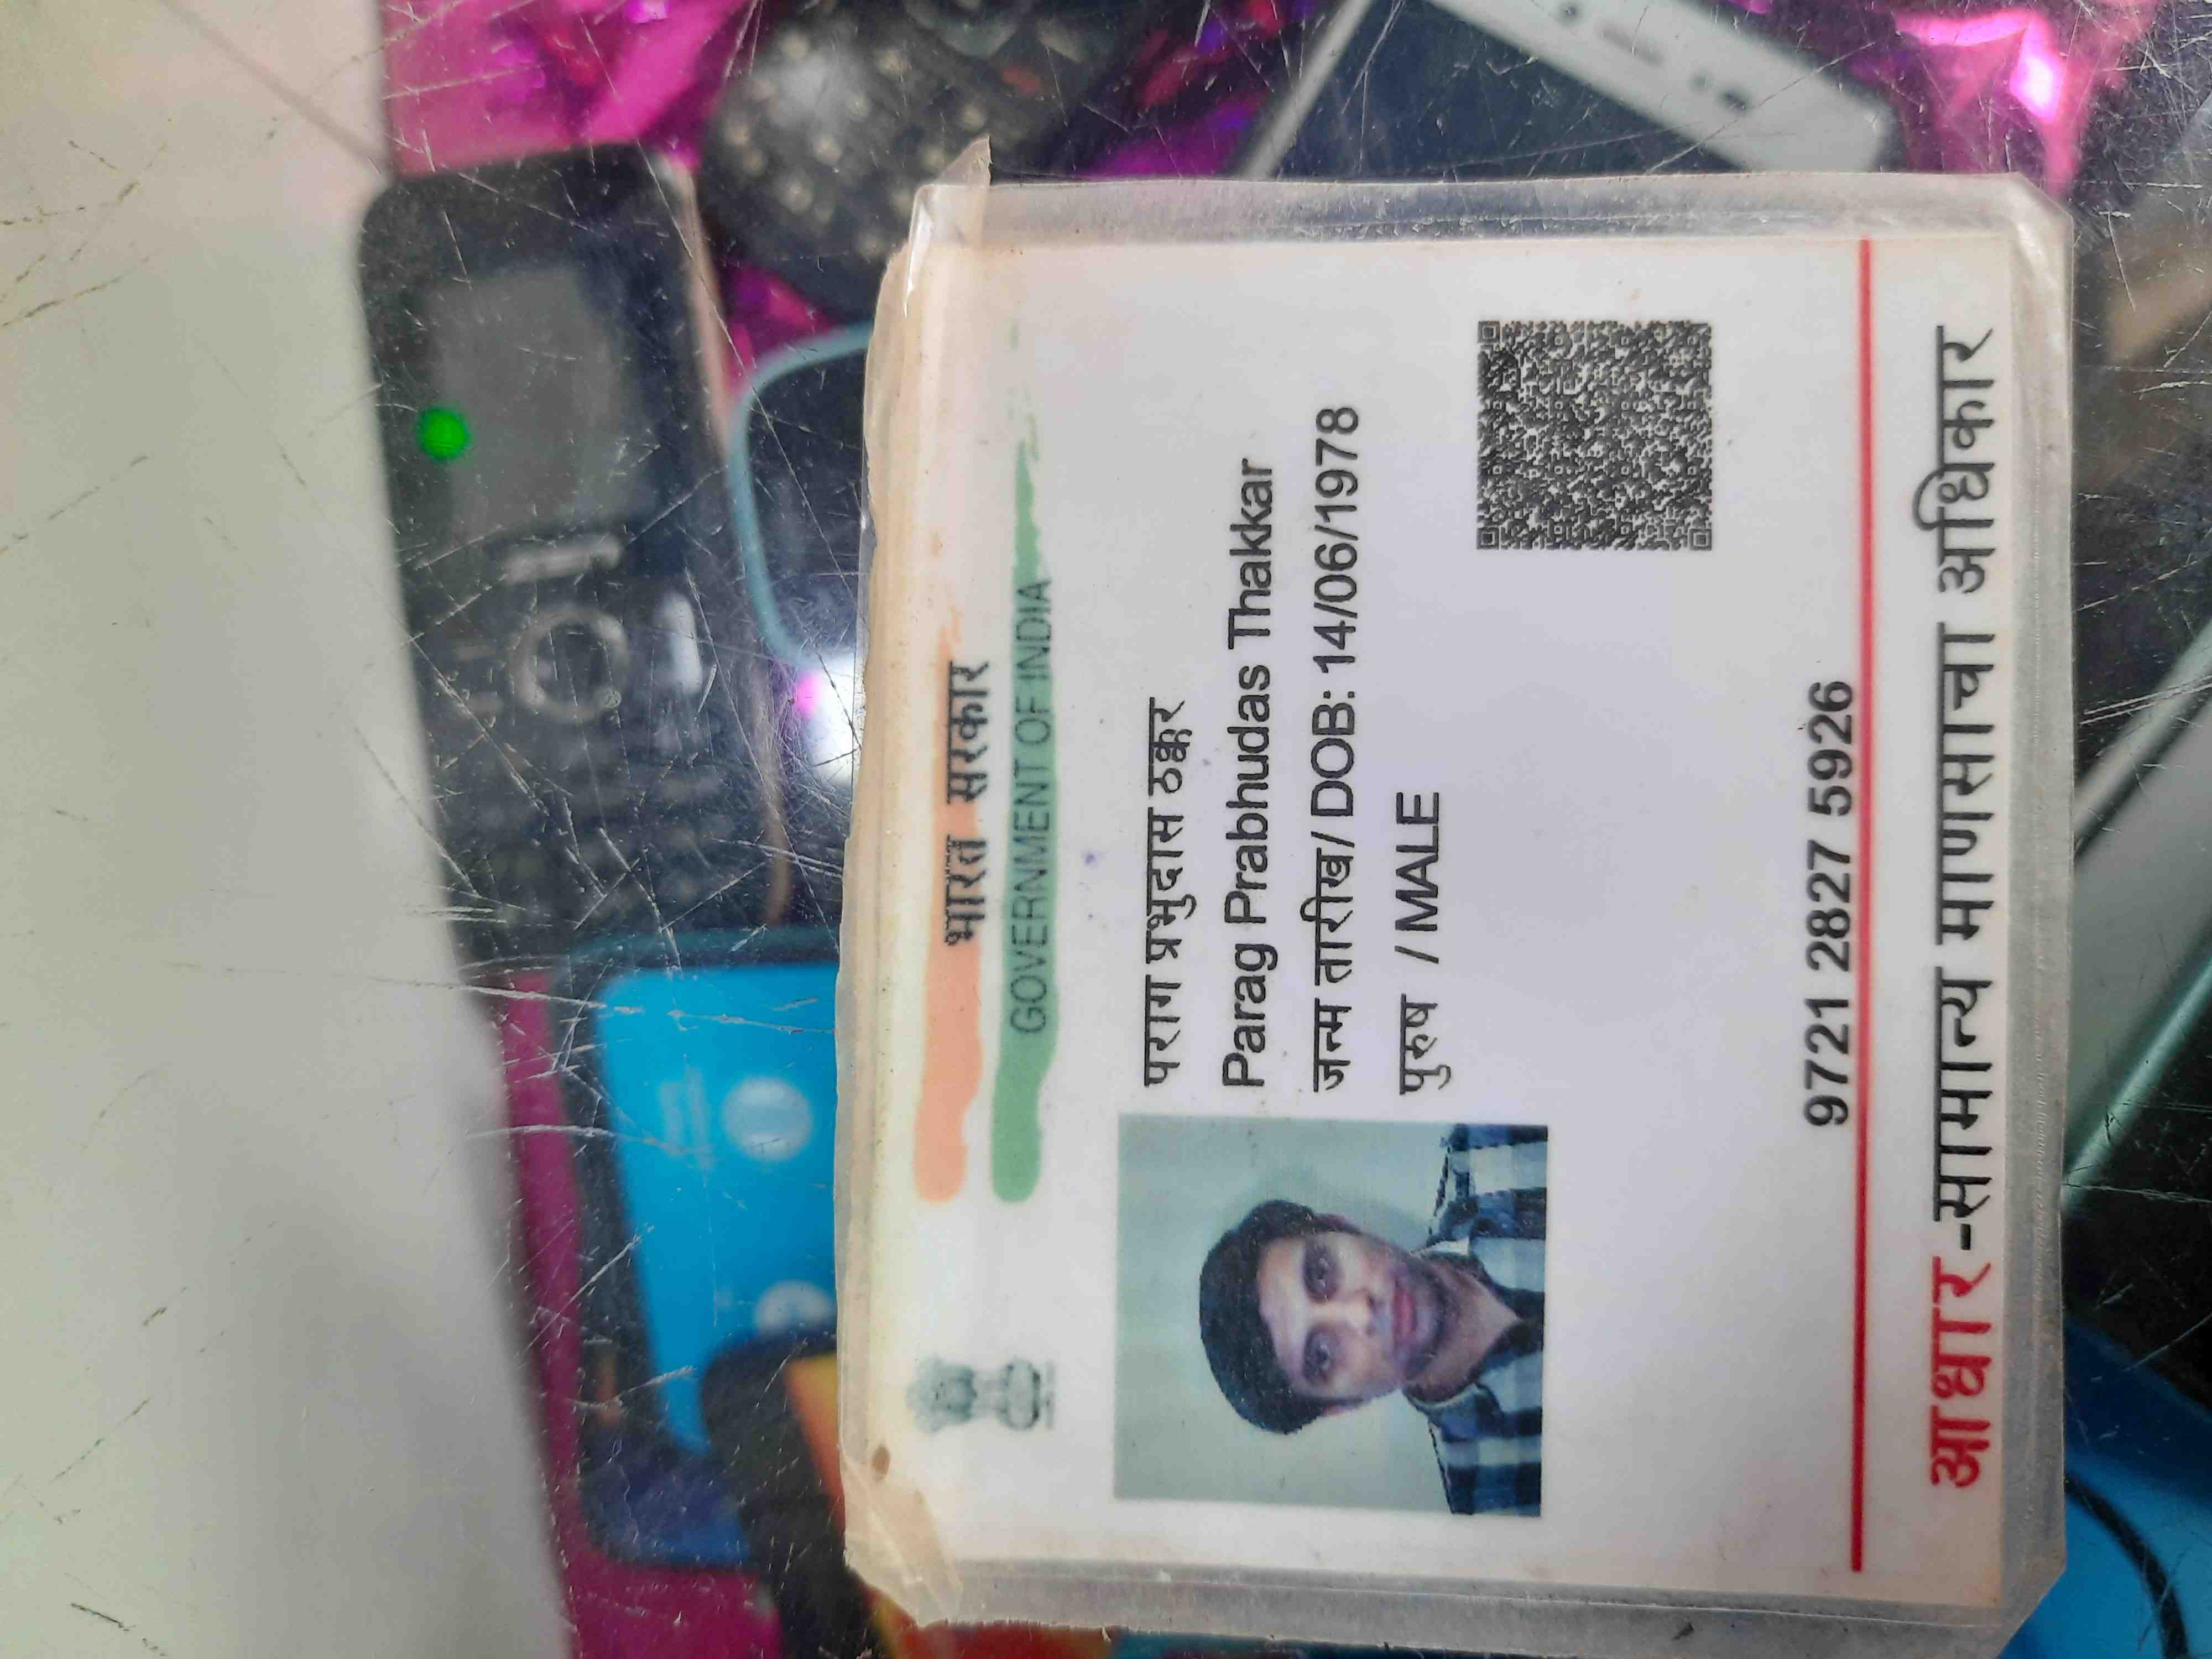 भारत सरकार
GOVERNMENT OF INDIA
पराग प्रभुदास ठक्कर
Parag Prabhudas Thakkar
जन्म तारीख/ DOB: 14/06/1978
पुरुष / MALE
9721 2827 5926
आधार-सामान्य माणसाचा अधिकार